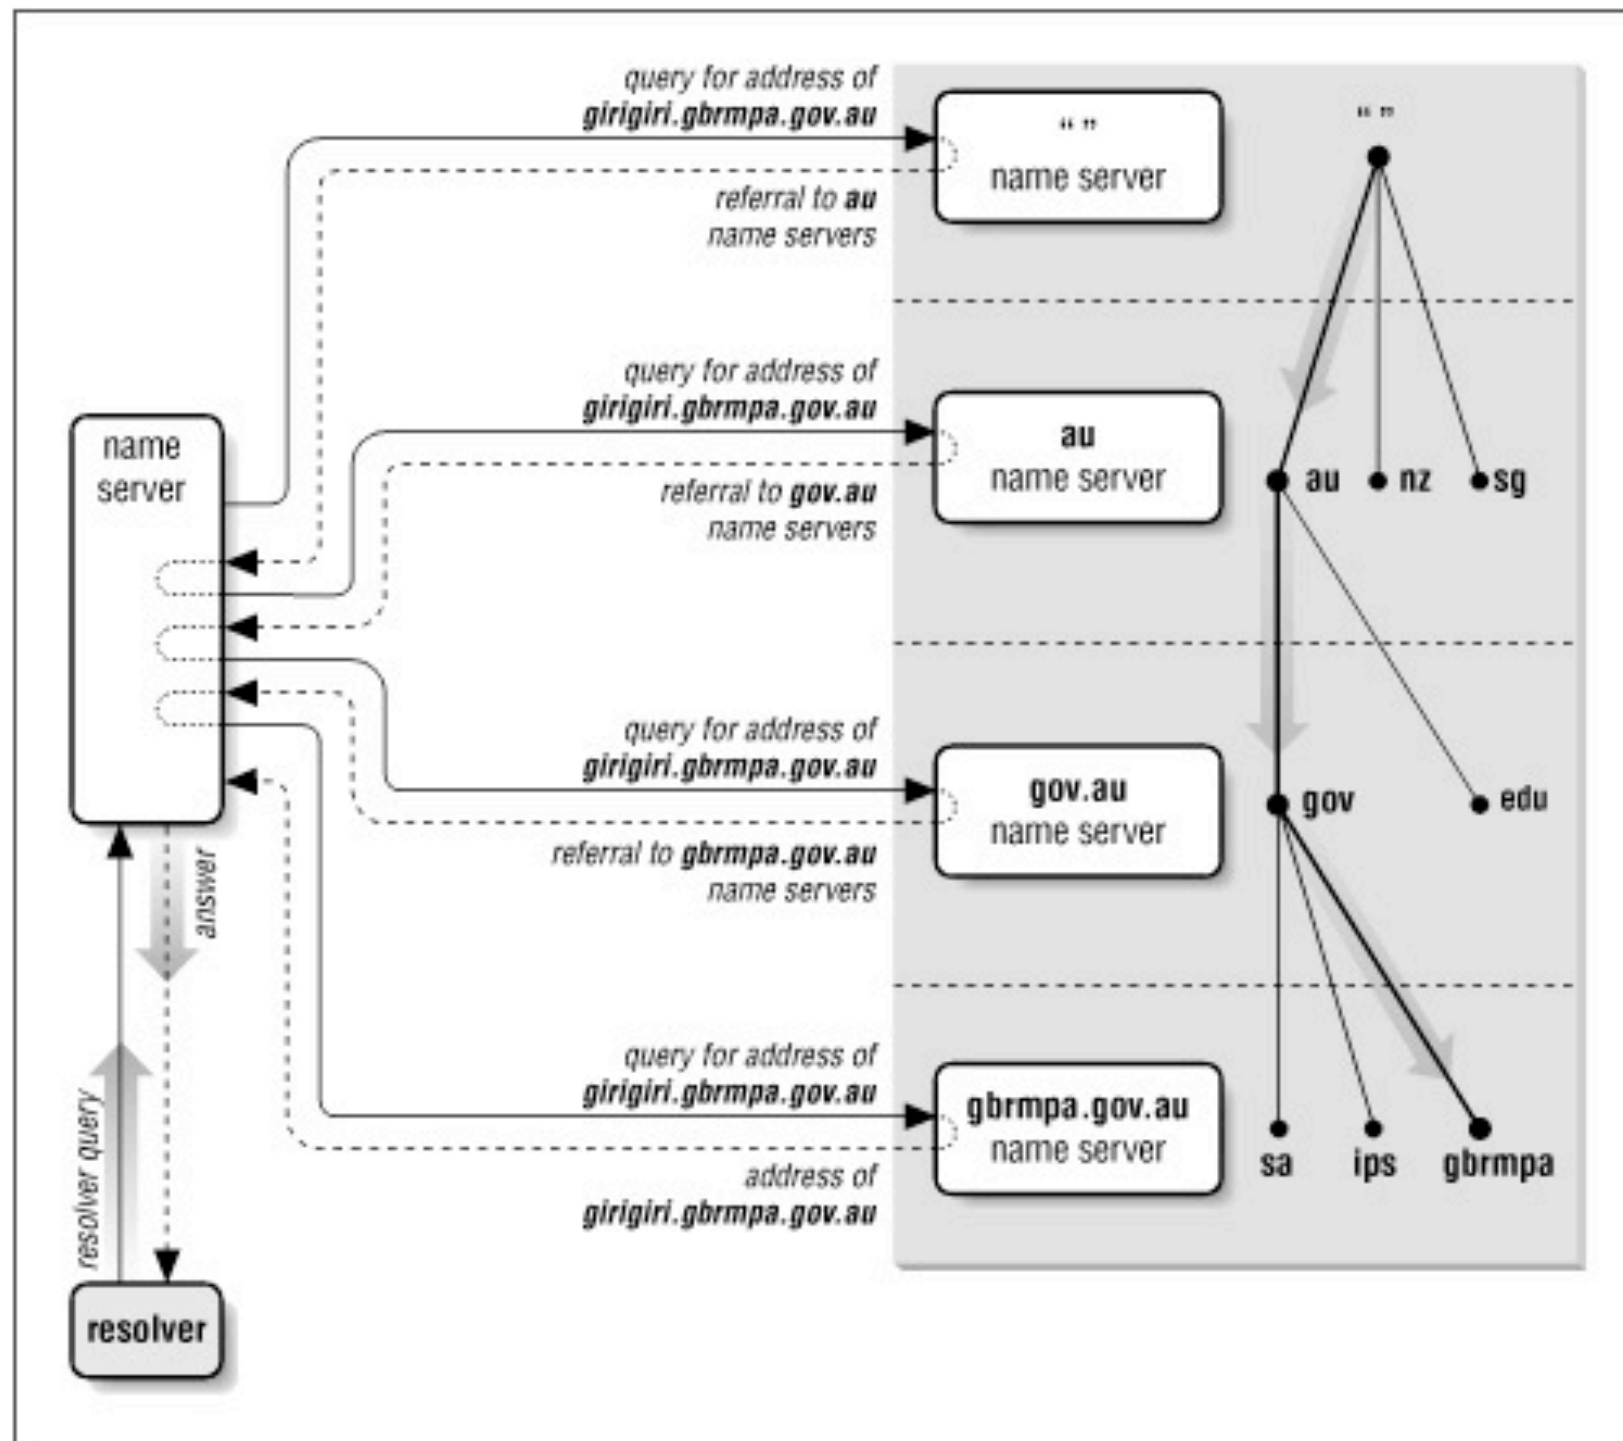 query for address of
girigiri.gbrmpa.gov.au
“ ”
name server
“ ”
referral to au
name servers
query for address of
girigiri.gbrmpa.gov.au
au
name server
au
nz
sg
referral to gov.au
name servers
name
server
query for address of
girigiri.gbrmpa.gov.au
gov.au
name server
gov
edu
referral to gbrmpa.gov.au
name servers
answer
query for address of
girigiri.gbrmpa.gov.au
gbrmpa.gov.au
name server
sa
ips
gbrmpa
address of
girigiri.gbrmpa.gov.au
resolver query
resolver